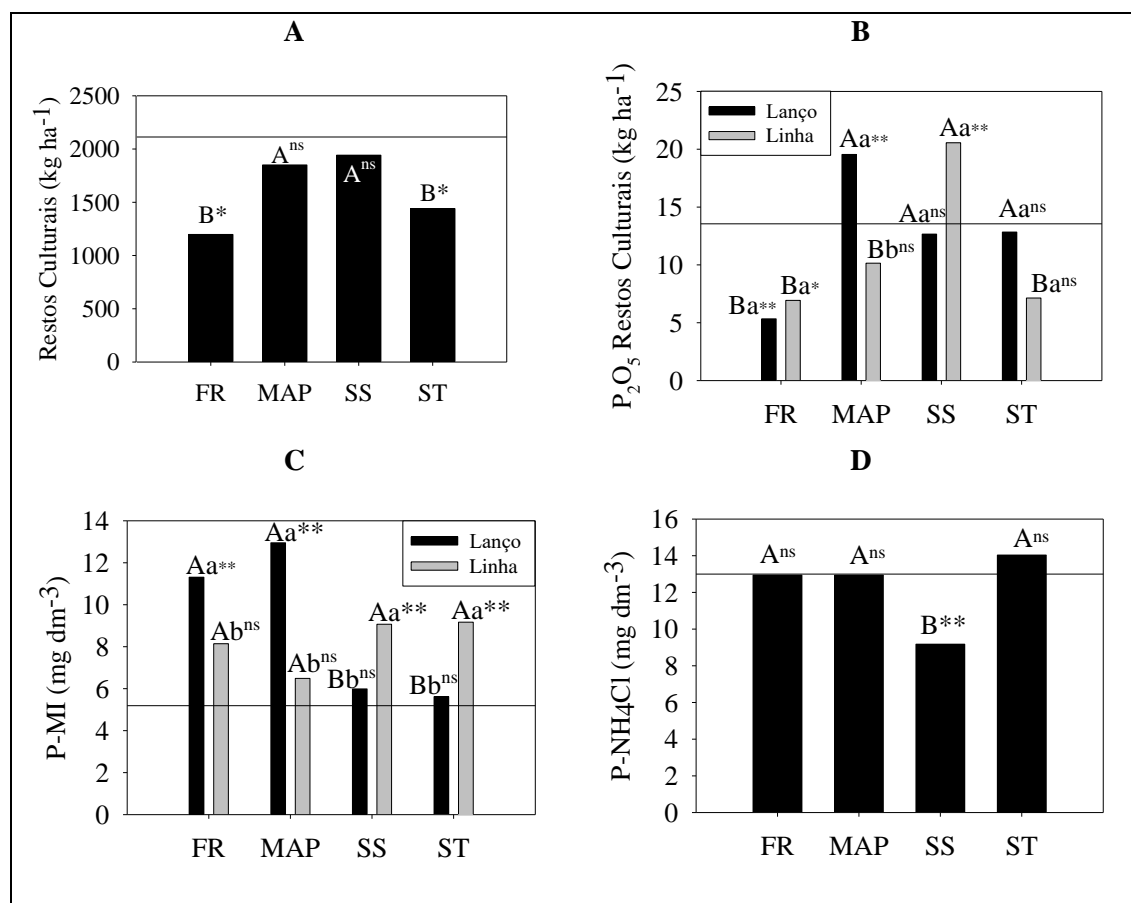 A
Restos Culturais (kg ha-1)
2500
2000
1500
1000
500
0
B*
Ans
Ans
B*
FR MAP SS ST
B
P2O5 Restos Culturais (kg ha-1)
25
20
15
10
5
0
Lanço
Linha
Ba**
Ba*
Aa**
Bbns
Aans
Aa**
Aans
Bans
FR MAP SS ST
C
P-MI (mg dm-3)
14
12
10
8
6
4
2
0
Lanço
Linha
Aa**
Abns
Aa**
Abns
Bbns
Aa**
Bbns
Aa**
FR MAP SS ST
D
P-NH4Cl (mg dm-3)
16
14
12
10
8
6
4
2
0
Ans
Ans
B**
Ans
FR MAP SS ST